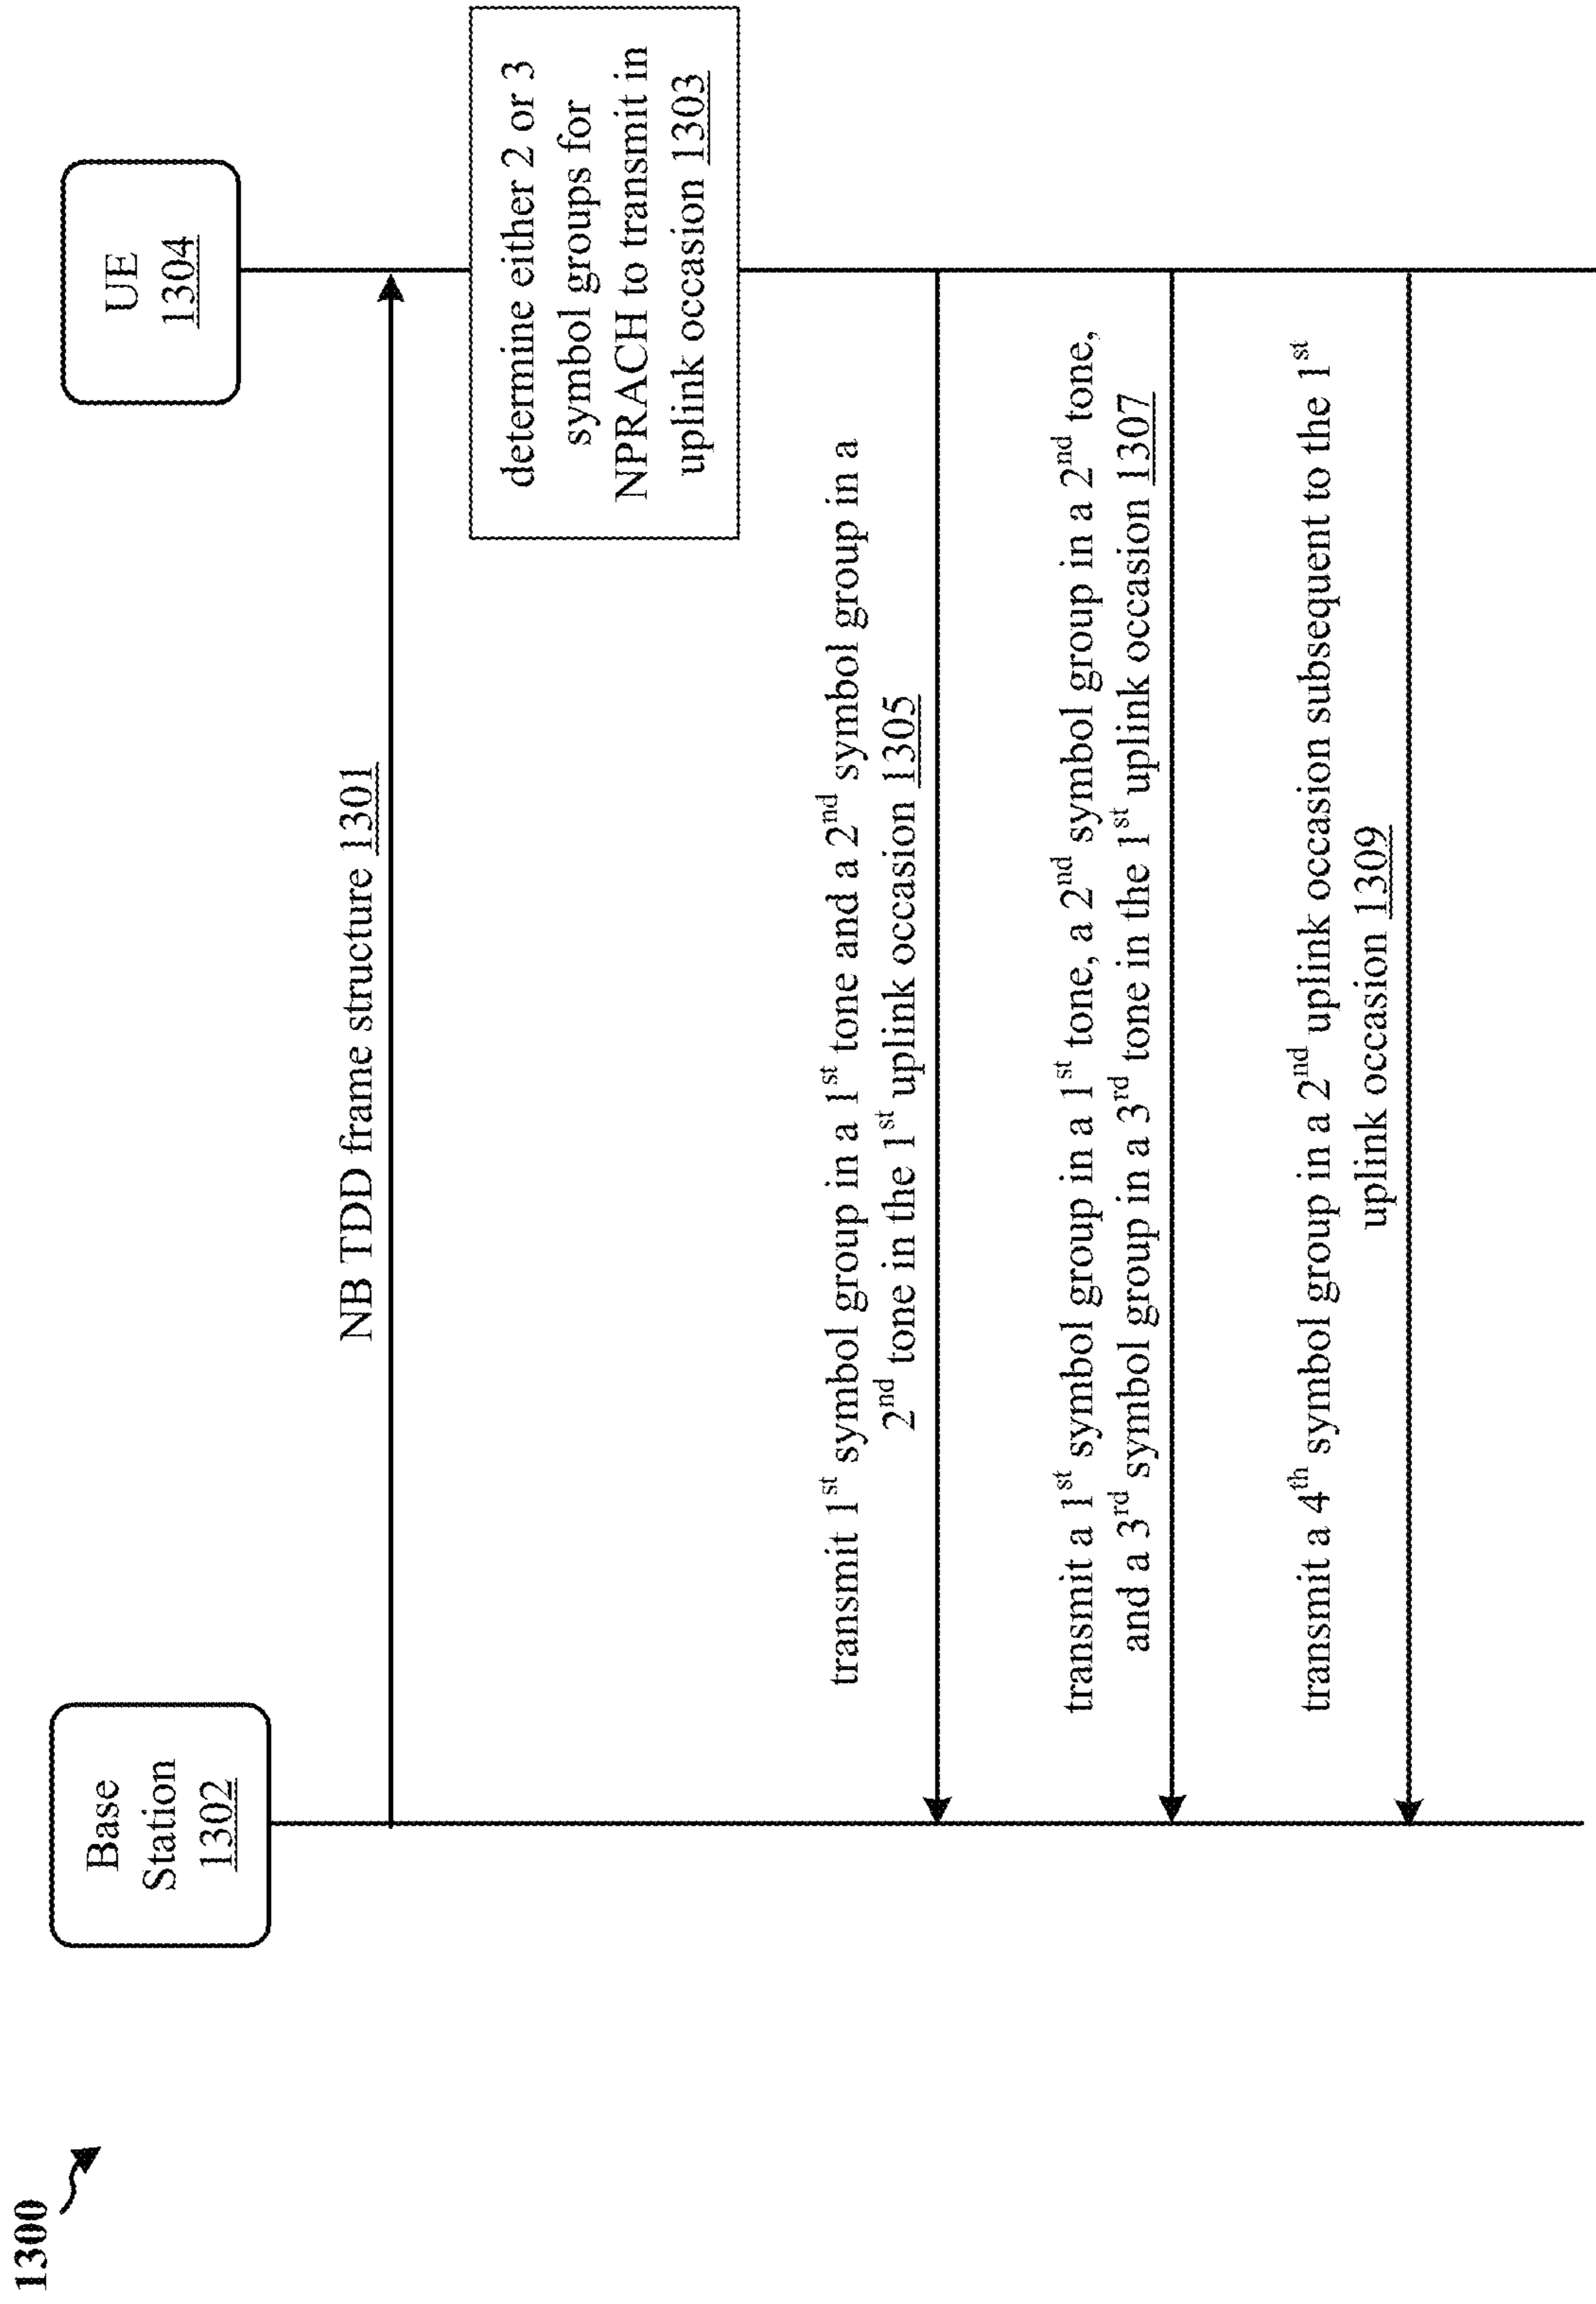 1300
Base
Station
1302
UE
1304
NB TDD frame structure 1301
determine either 2 or 3
symbol groups for
NPRACH to transmit in
uplink occasion 1303
transmit 1st symbol group in a 1st tone and a 2nd symbol group in a
2nd tone in the 1st uplink occasion 1305
transmit a 1st symbol group in a 1st tone, a 2nd symbol group in a 2nd tone,
and a 3rd symbol group in a 3rd tone in the 1st uplink occasion 1307
transmit a 4th symbol group in a 2nd uplink occasion subsequent to the 1st
uplink occasion 1309